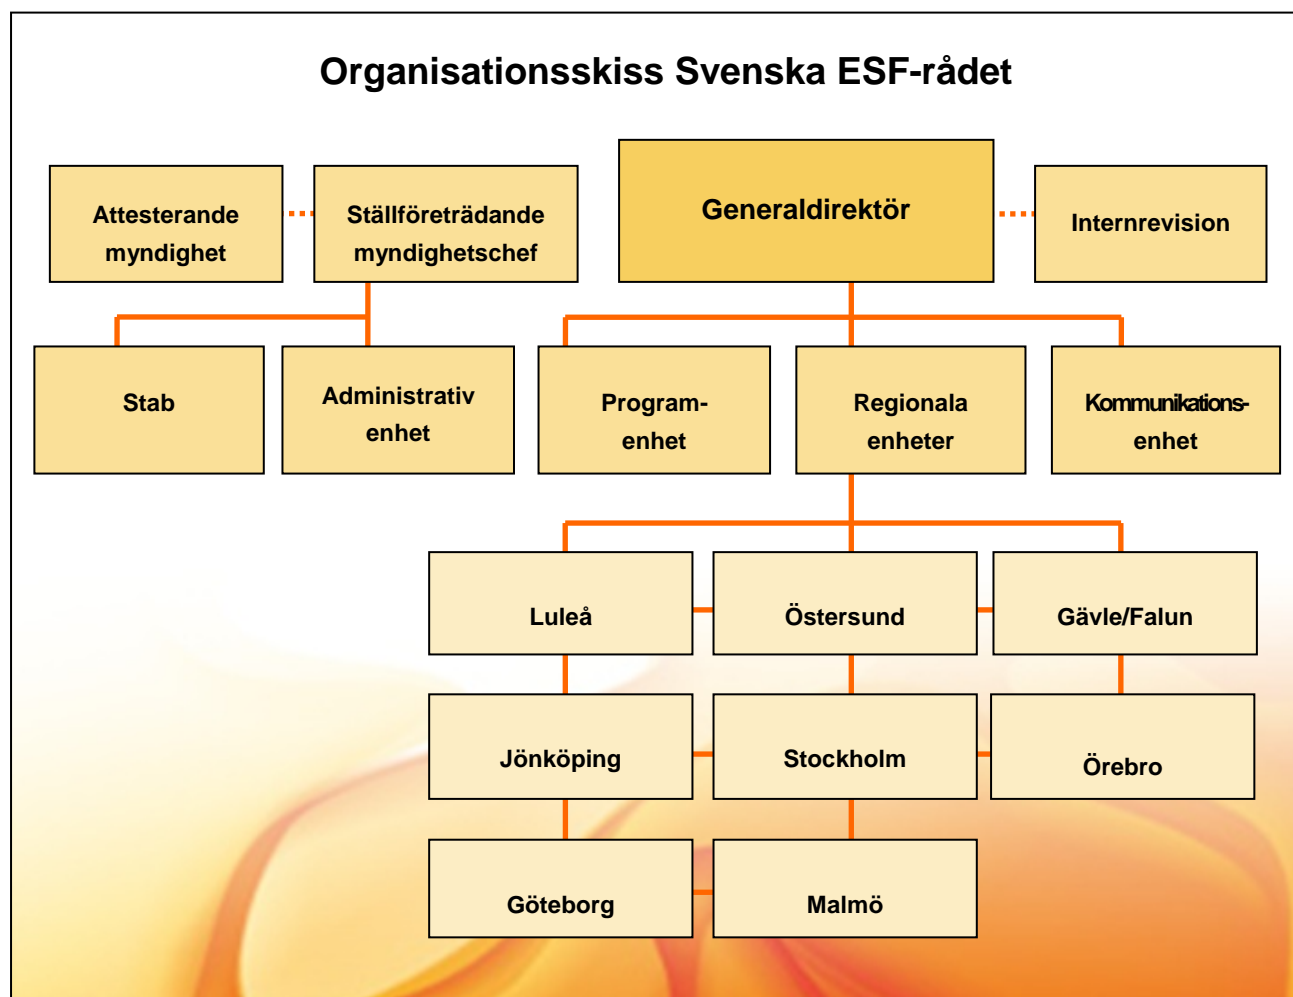 Organisationsskiss Svenska ESF-rådet
Attesterande
myndighet
Ställföreträdande
myndighetschef
Generaldirektör
Internrevision
Stab
Administrativ
enhet
Program-
enhet
Regionala
enheter
Kommunikations-
enhet
Luleå
Östersund
Gävle/Falun
Jönköping
Stockholm
Örebro
Göteborg
Malmö